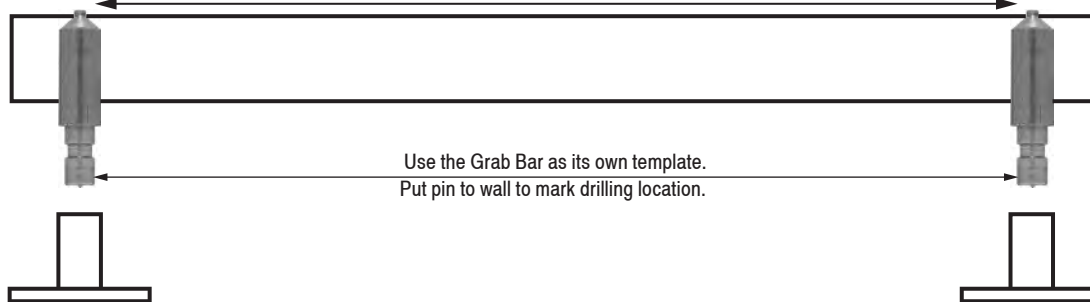 Use the Grab Bar as its own template.
Put pin to wall to mark drilling location.